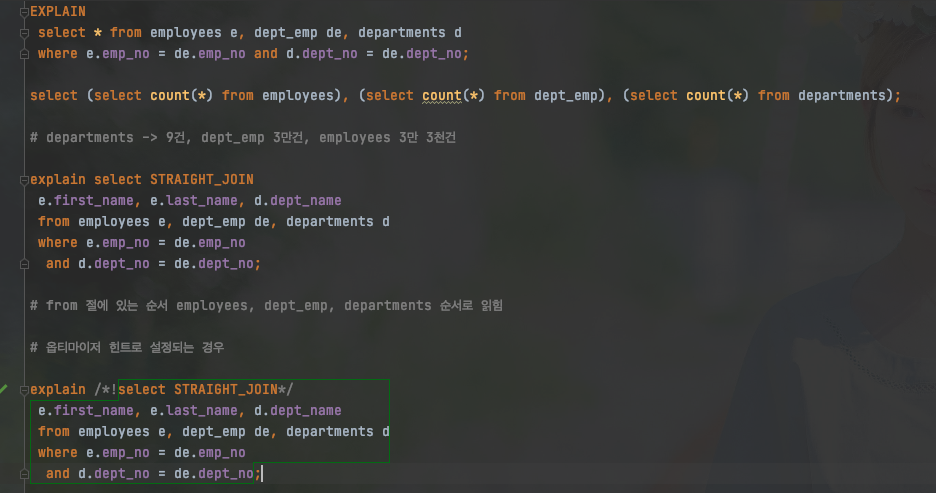 EXPLAIN
select * from employees e, dept_emp de, departments d
where e.emp_no = de.emp_no and d.dept_no = de.dept_no;
select (select count(*) from employees), (select count(*) from dept_emp), (select count(*) from departments);
# departments -> 9건, dept_emp 3만건, employees 3만 3천건
explain select STRAIGHT_JOIN
e.first_name, e.last_name, d.dept_name
from employees e, dept_emp de, departments d
where e.emp_no = de.emp_no
and d.dept_no = de.dept_no;
# from 절에 있는 순서 employees, dept_emp, departments 순서로 읽힘
# 옵티마이저 힌트로 설정되는 경우
explain /*!select STRAIGHT_JOIN*/
e.first_name, e.last_name, d.dept_name
from employees e, dept_emp de, departments d
where e.emp_no = de.emp_no
and d.dept_no = de.dept_no;